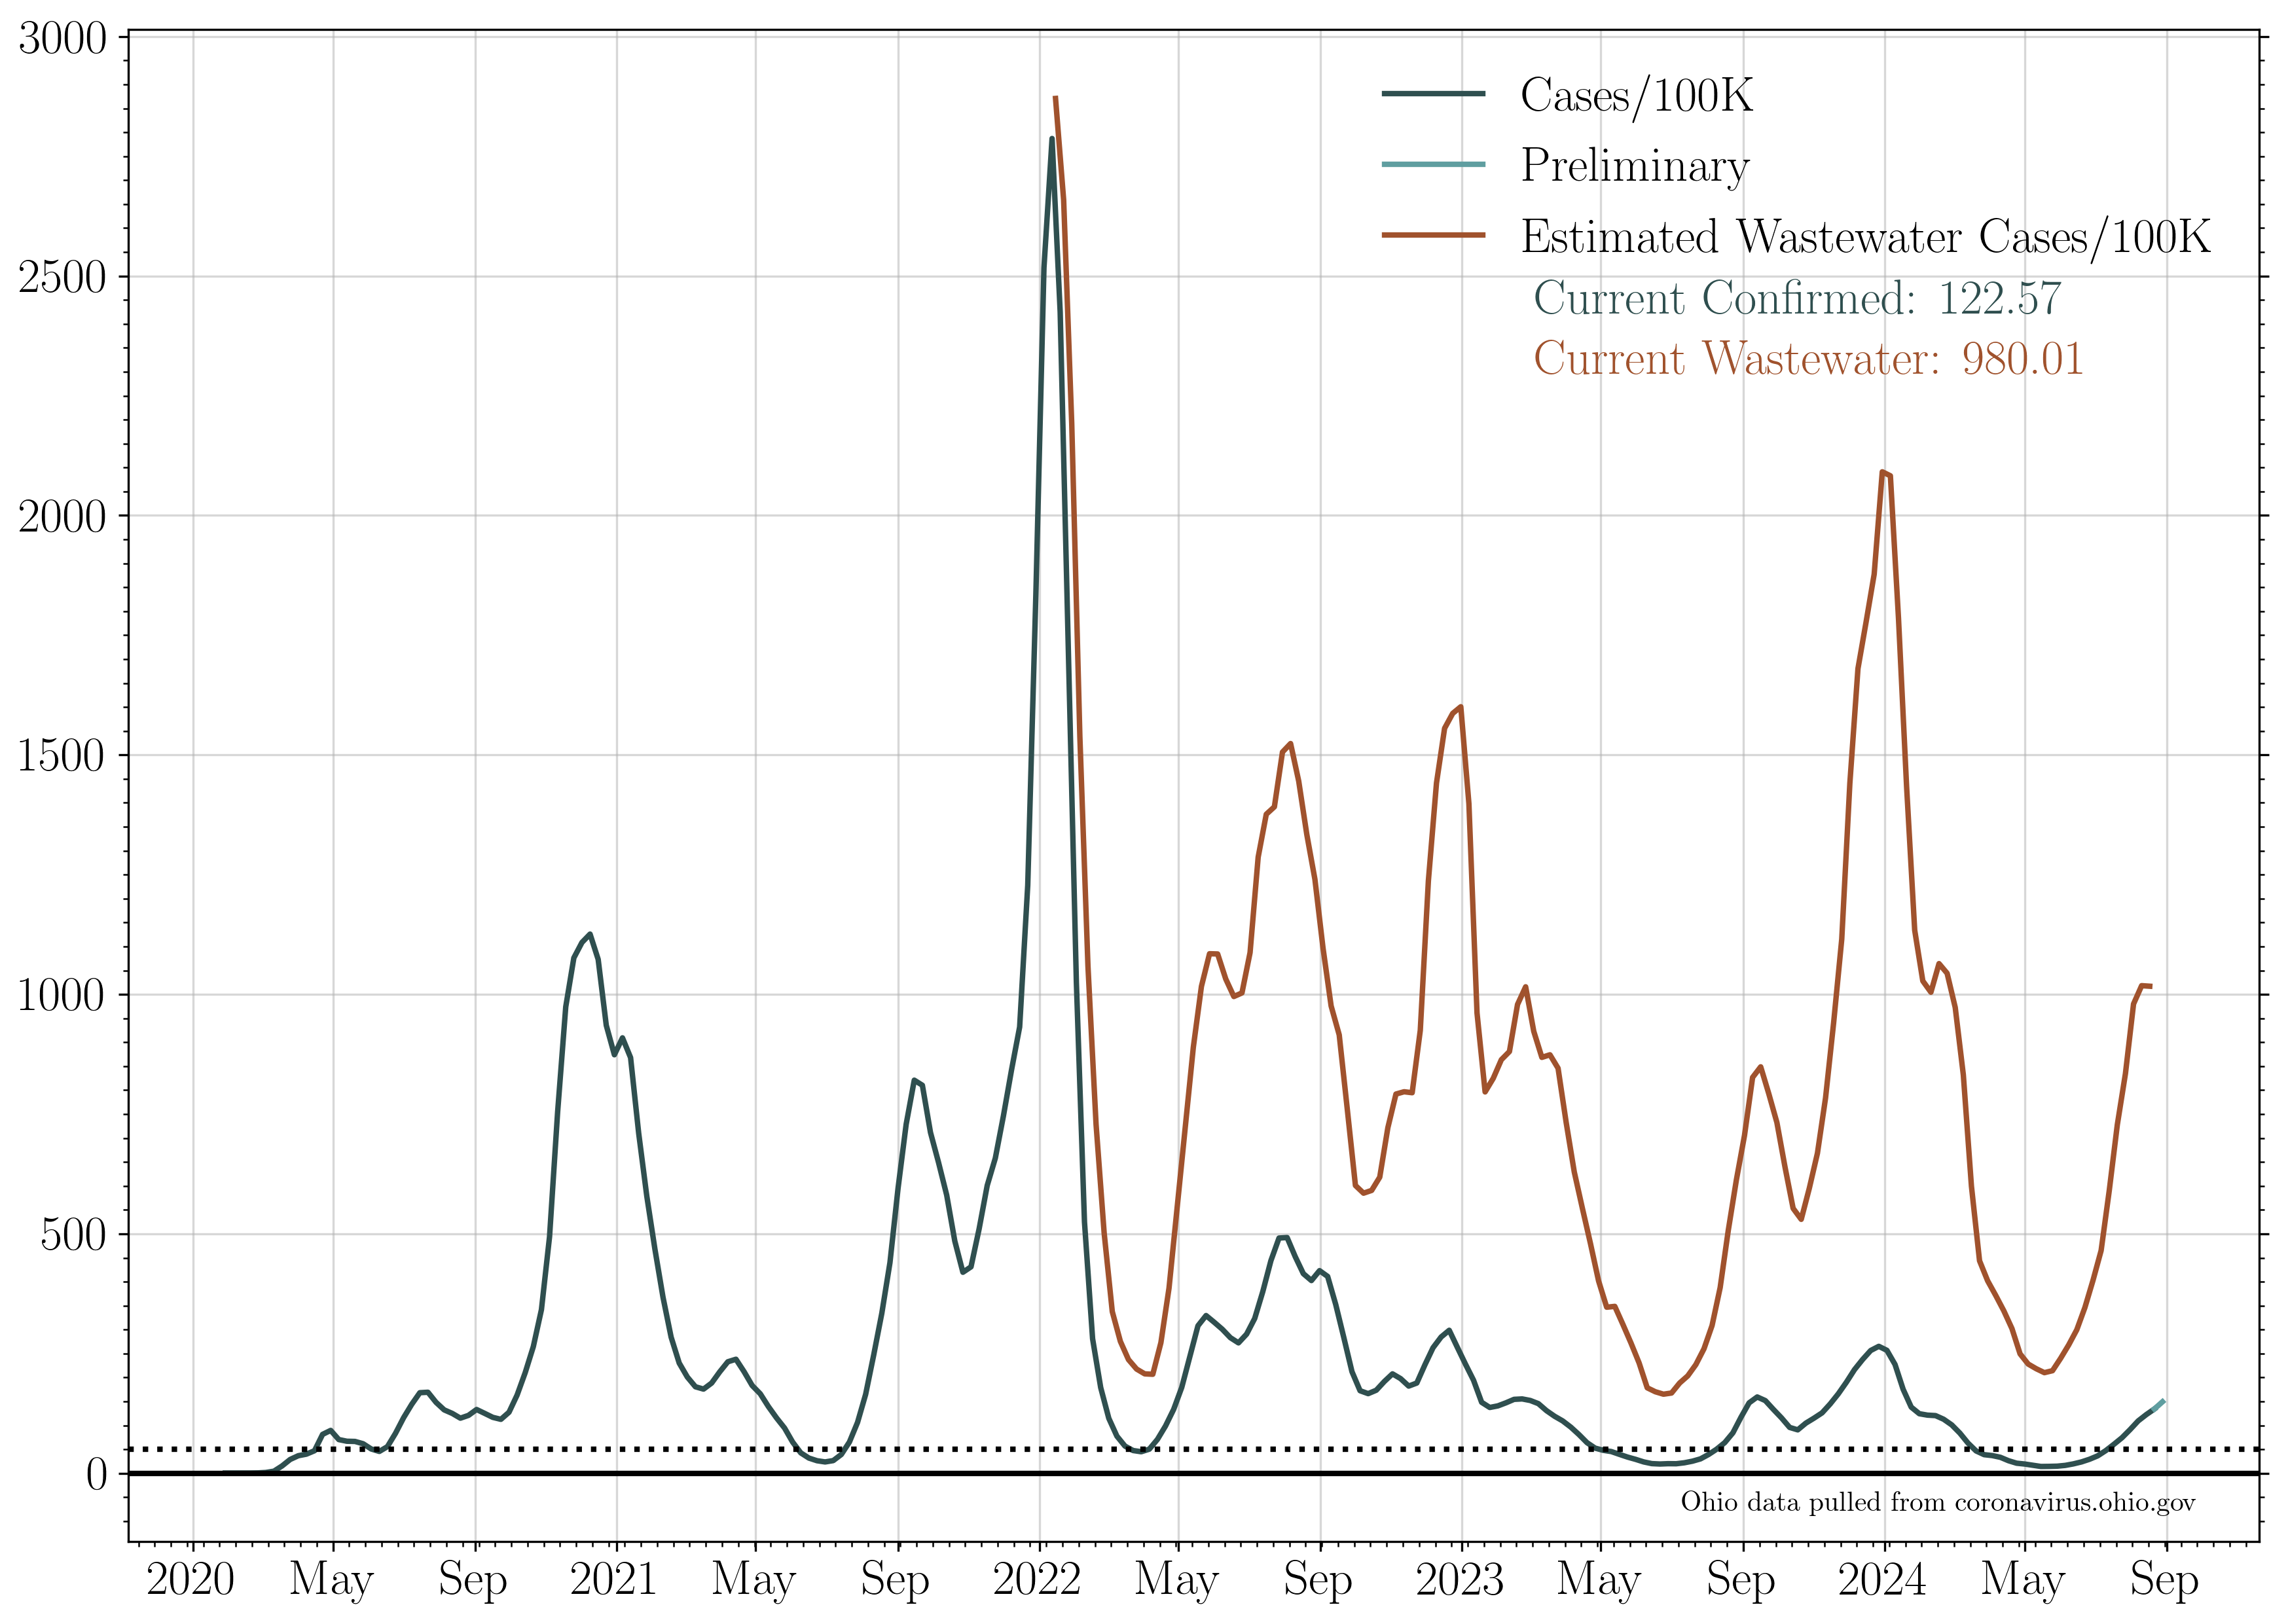 3000
2500
2000
1500
1000
500
0
Cases/100K
Preliminary
Estimated Wastewater Cases/100K
Current Confirmed: 122.57
Current Wastewater: 980.01
Ohio data pulled from coronavirus.ohio.gov
2020 May Sep 2021 May Sep 2022 May Sep 2023 May Sep 2024 May Sep